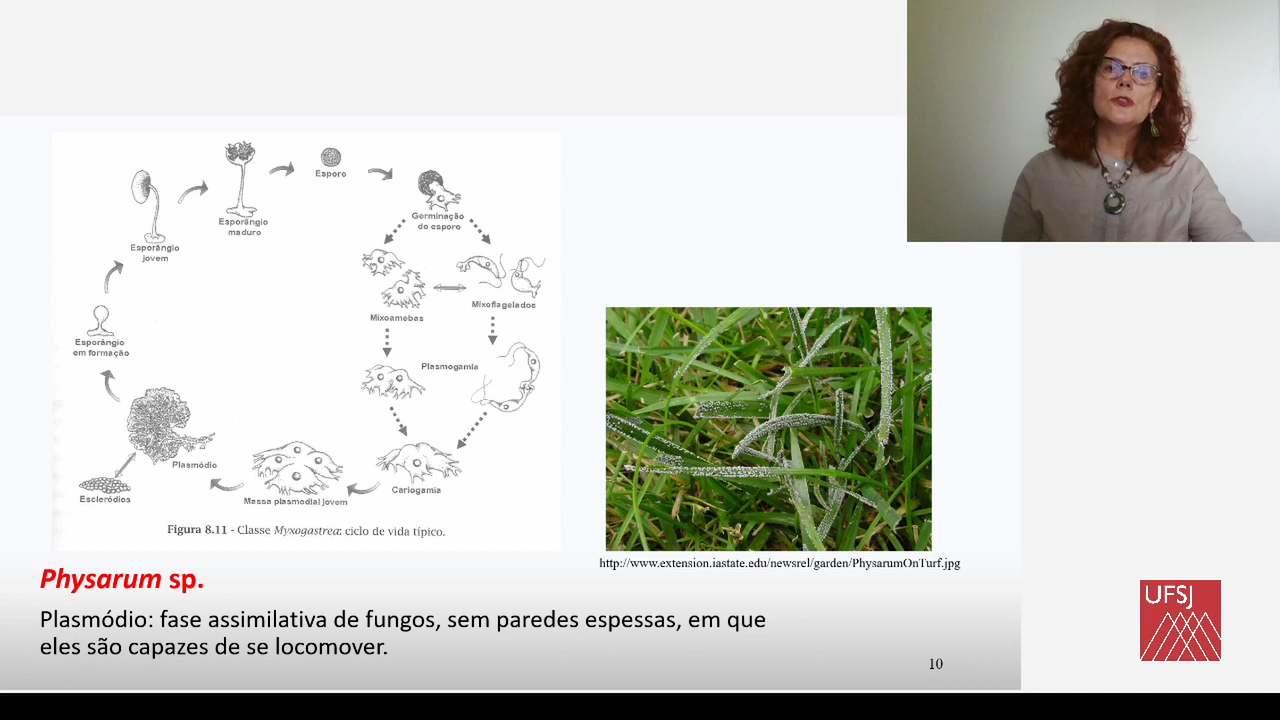 Esporo
Germinação
do esporo
Esporângio
maduro
Esporângio
jovem
Mixoamebas
Mixoflagelados
Esporângio
em formação
Plasmogamia
Plasmódio
Escleródios
Massa plasmodial jovem
Cariogamia
Figura 8.11 - Classe Myxogastrea: ciclo de vida típico.
http://www.extension.iastate.edu/newsrel/garden/PhysarumOnTurf.jpg
Physarum sp.
Plasmódio: fase assimilativa de fungos, sem paredes espessas, em que
eles são capazes de se locomover.
10
UFSJ